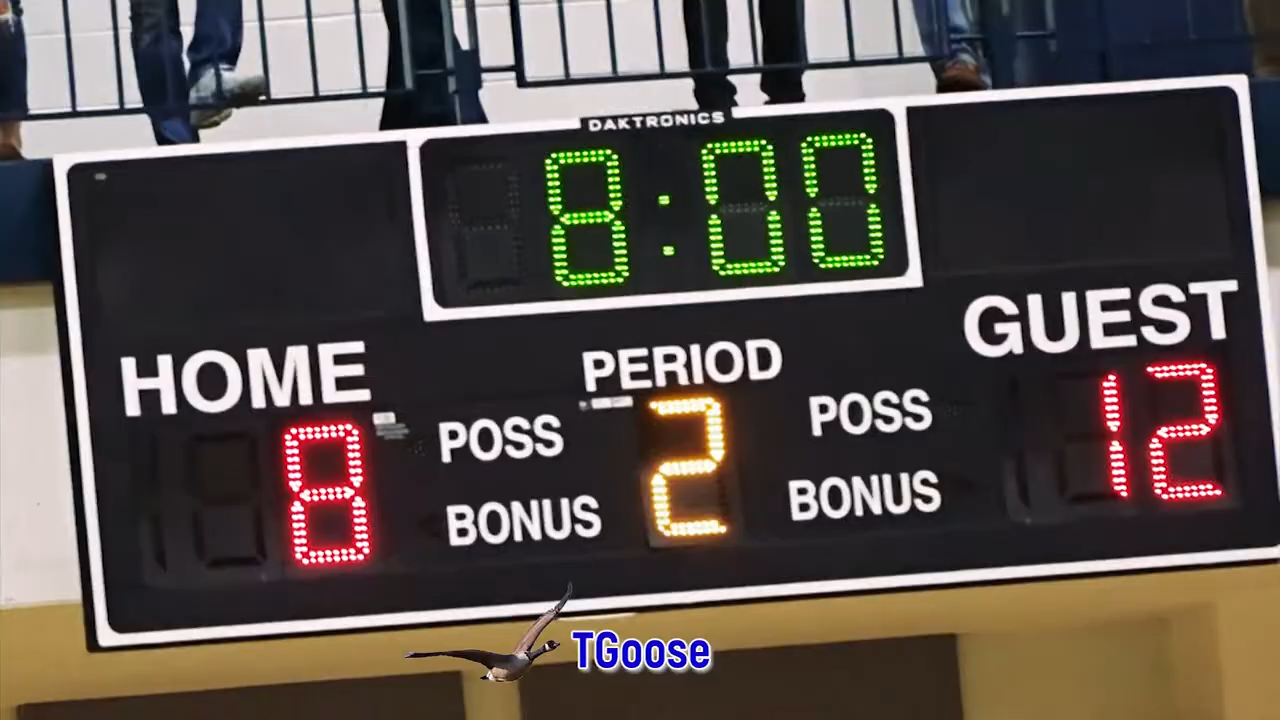 DAKTRONICS
8:00
HOME
PERIOD
GUEST
8
POSS
2
POSS
12
BONUS
BONUS
TGoose